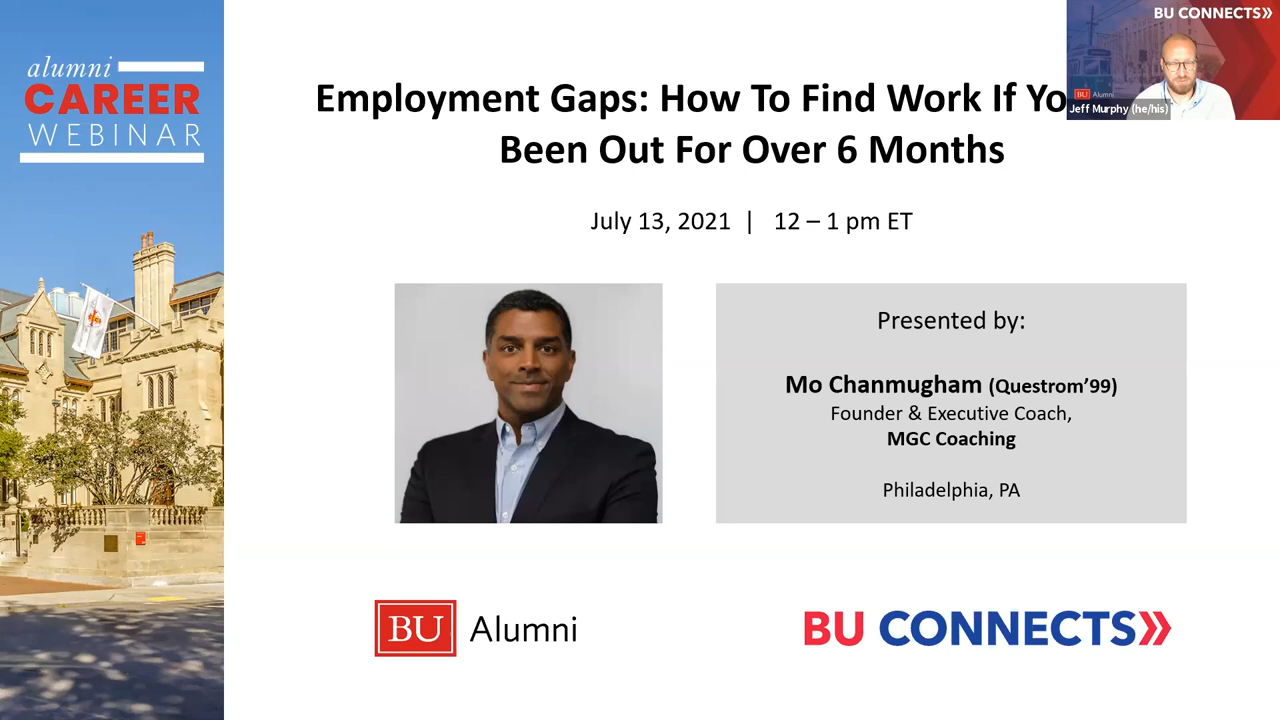 alumni
CAREER
WEBINAR
Employment Gaps: How To Find Work If Yo
Been Out For Over 6 Months
July 13, 2021 | 12 – 1 pm ET
BU CONNECTS»
BU Alumni
Jeff Murphy (he/his)
Presented by:
Mo Chanmugham (Questrom'99)
Founder & Executive Coach,
MGC Coaching
Philadelphia, PA
BU Alumni
BU CONNECTS»